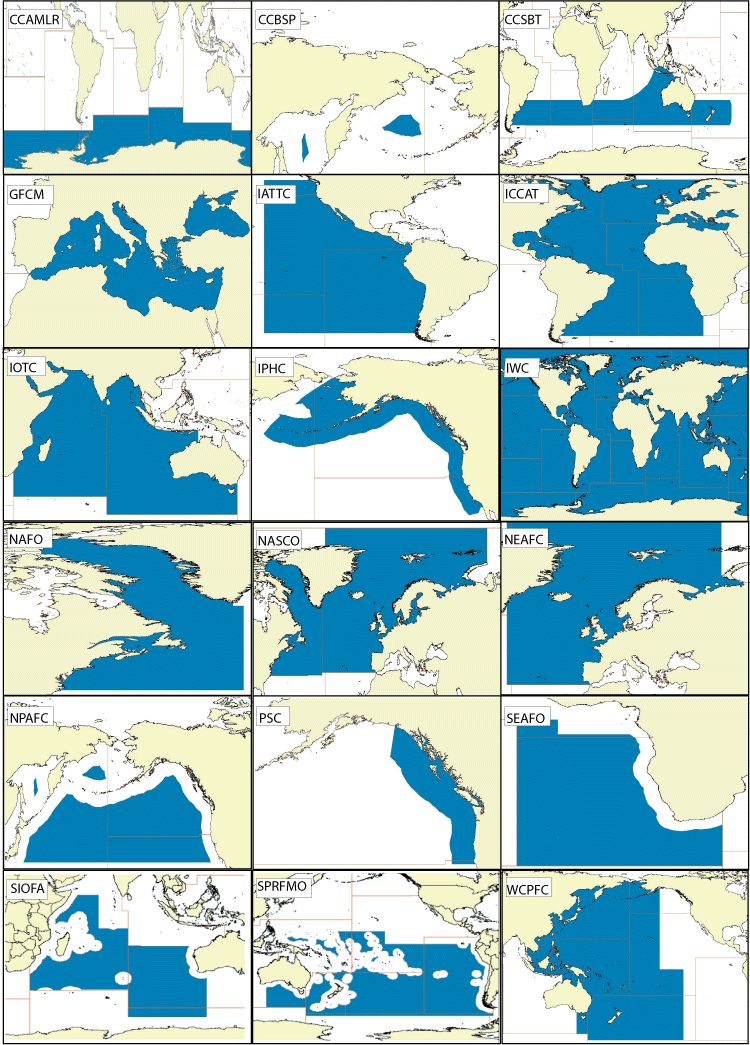 CCAMLR
CCBSP
CCSBT
GFCM
IATTC
ICCAT
IOTC
IPHC
IWC
NAFO
NASCO
NEAFC
NPAFC
PSC
SEAFO
SIOFA
SPRFMO
WCPFC